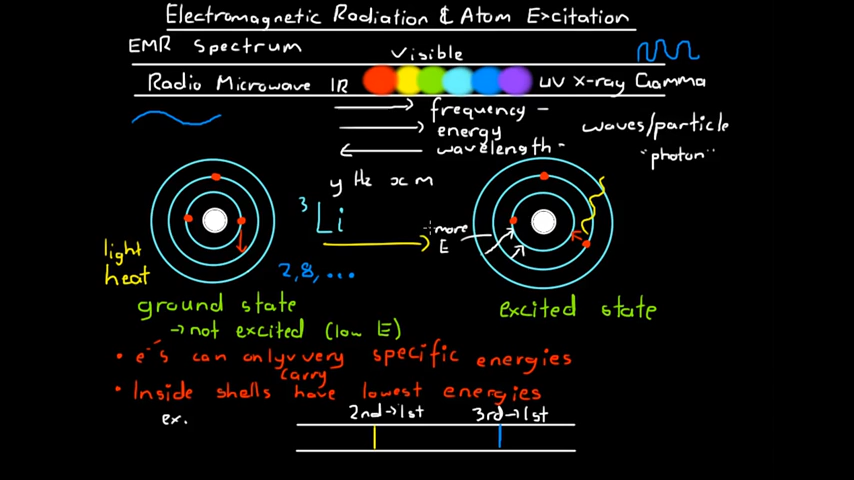 Electromagnetic Radiation & Atom Excitation
EMR Spectrum
Visible
Radio Microwave IR
UV X-ray Gamma
frequency -
energy
wavelength -
waves/particle
"photon"
y Hz x m
3
Li
more
E
light
heat
2,8,...
ground state
→ not excited (low E)
excited state
• e⁻'s can only very specific energies
carry
• Inside shells have lowest energies
ex.
2nd→1st
3rd→1st